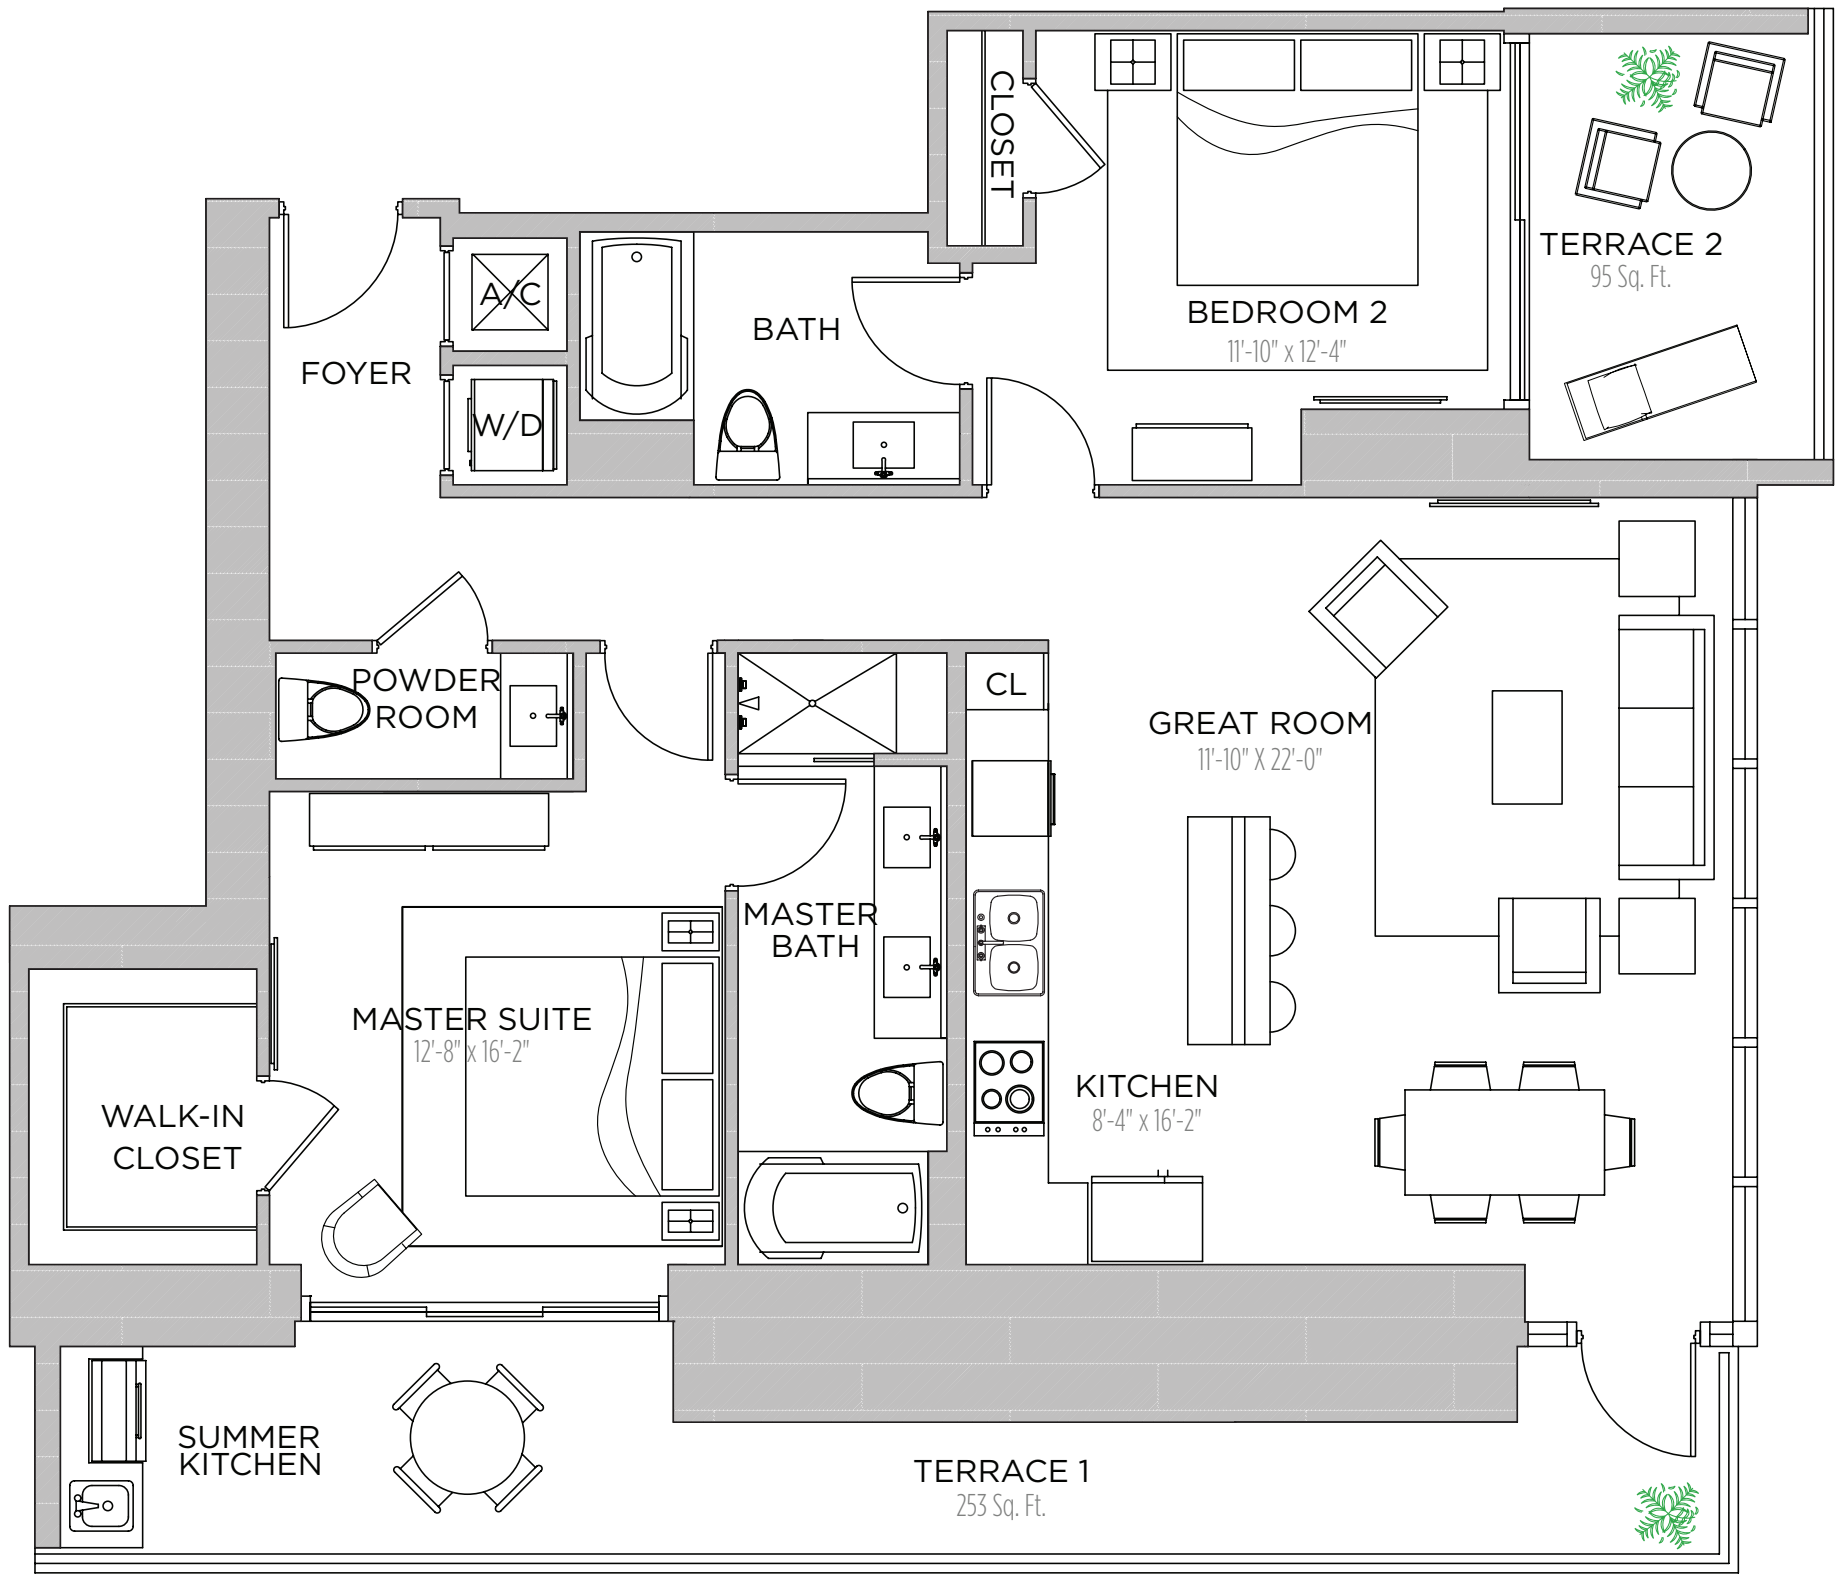 CLOSET
TERRACE 2
95 Sq. Ft.
A/C
BEDROOM 2
11'-10" x 12'-4"
BATH
FOYER
W/D
POWDER
ROOM
CL
GREAT ROOM
11'-10" X 22'-0"
MASTER
BATH
MASTER SUITE
12'-8" x 16'-2"
KITCHEN
8'-4" x 16'-2"
WALK-IN
CLOSET
SUMMER
KITCHEN
TERRACE 1
253 Sq. Ft.